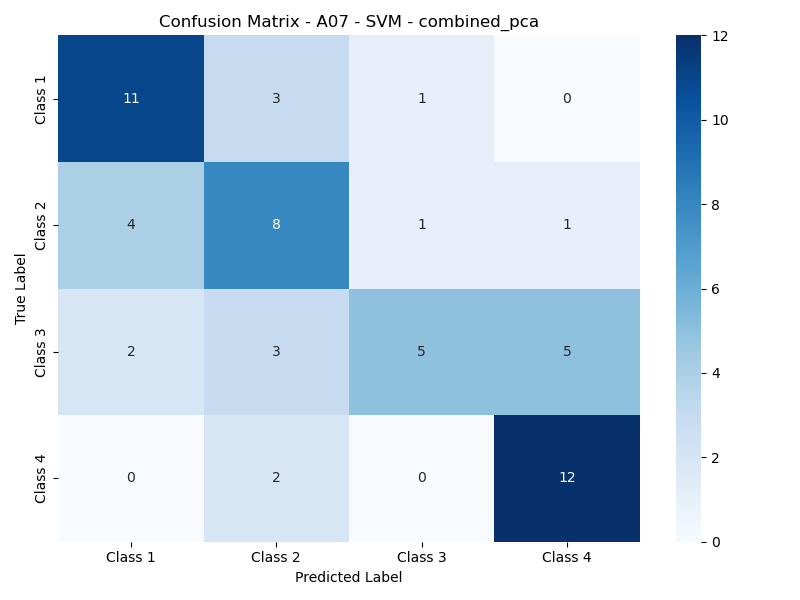 Confusion Matrix - A07 - SVM - combined_pca
True Label
Class 1
11 3 1 0
Class 2
4 8 1 1
Class 3
2 3 5 5
Class 4
0 2 0 12
Class 1 Class 2 Class 3 Class 4
Predicted Label
12
10
8
6
4
2
0